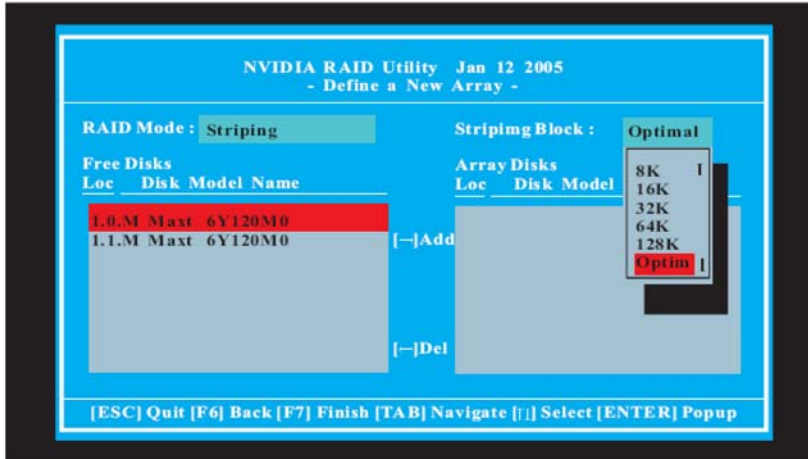 NVIDIA RAID Utility Jan 12 2005
- Define a New Array -
RAID Mode : Striping
Stripimg Block : Optimal
Free Disks
Loc Disk Model Name
Array Disks
Loc Disk Model
8K
16K
32K
64K
128K
Optim
1.0.M Maxt 6Y120M0
1.1.M Maxt 6Y120M0
[─]Add
[─]Del
[ESC] Quit [F6] Back [F7] Finish [TAB] Navigate [] Select [ENTER] Popup